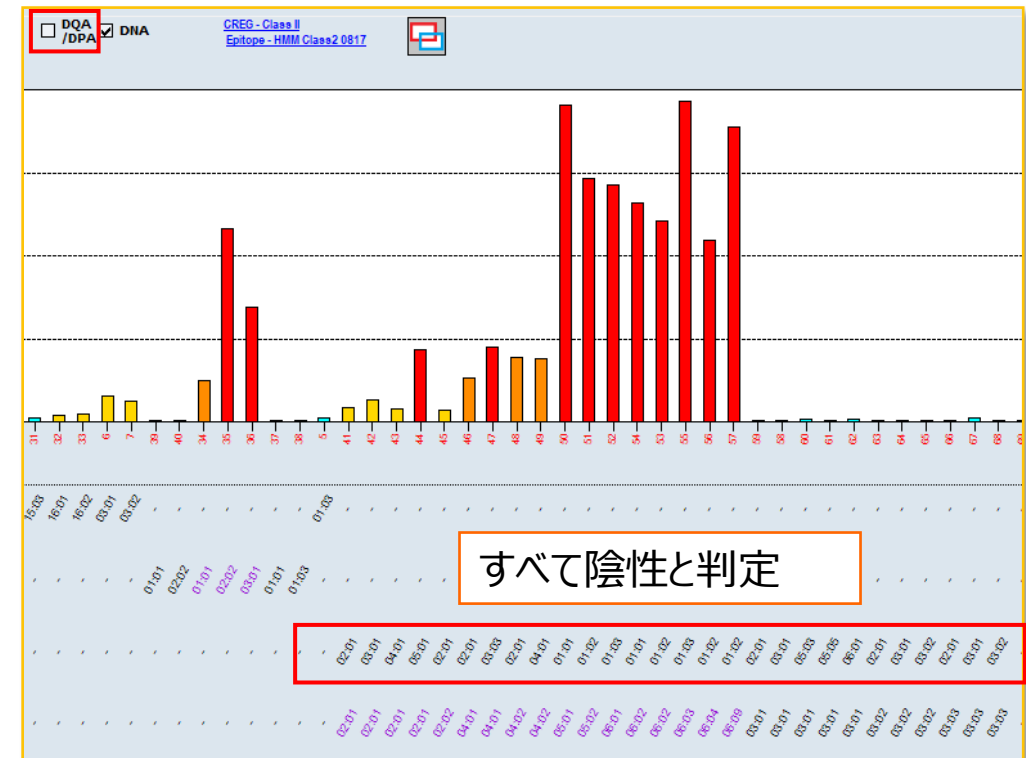 DQA
/DPA
DNA
CREG - Class II
Epitope - HMM Class2 0817
31 32 33 6 7 39 40 34 35 36 37 38 5 41 42 43 44 45 46 47 48 49 50 51 52 54 53 55 56 57 59 58 60 61 62 63 64 65 66 67 68
15:03 16:01 16:02 03:01 03:02 01:03
すべて陰性と判定
01:01 02:02 01:01 02:02 03:01 01:01 01:03
02:01 03:01 04:01 05:01 02:01 02:01 03:03 02:01 04:01 01:01 01:02 01:03 01:01 01:02 01:03 01:02 01:02 02:01 03:01 05:03 05:05 06:01 02:01 03:01 03:02 02:01 03:01 03:02
02:01 02:01 02:01 02:01 02:02 04:01 04:01 04:02 04:02 05:01 05:02 06:01 06:02 06:02 06:03 06:04 06:09 03:01 03:01 03:01 03:01 03:01 03:02 03:02 03:02 03:03 03:03 03:03